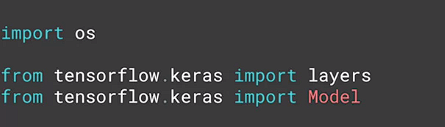 import os
from tensorflow.keras import layers
from tensorflow.keras import Model